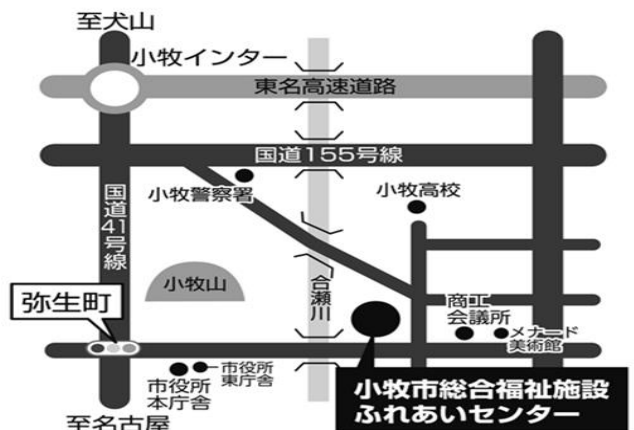 至犬山
小牧インター
東名高速道路
国道155号線
小牧警察署
小牧高校
国道41号線
小牧山
合瀬川
弥生町
商工
会議所
メナード
美術館
市役所
東庁舎
市役所
本庁舎
小牧市総合福祉施設
ふれあいセンター
至名古屋